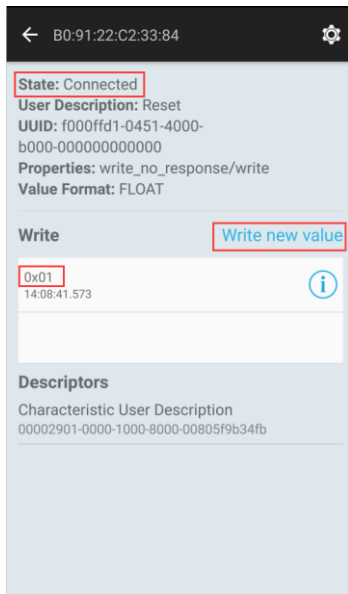 B0:91:22:C2:33:84
State: Connected
User Description: Reset
UUID: f000ffd1-0451-4000-
b000-000000000000
Properties: write_no_response/write
Value Format: FLOAT
Write
Write new value
0x01
14:08:41.573
Descriptors
Characteristic User Description
00002901-0000-1000-8000-00805f9b34fb